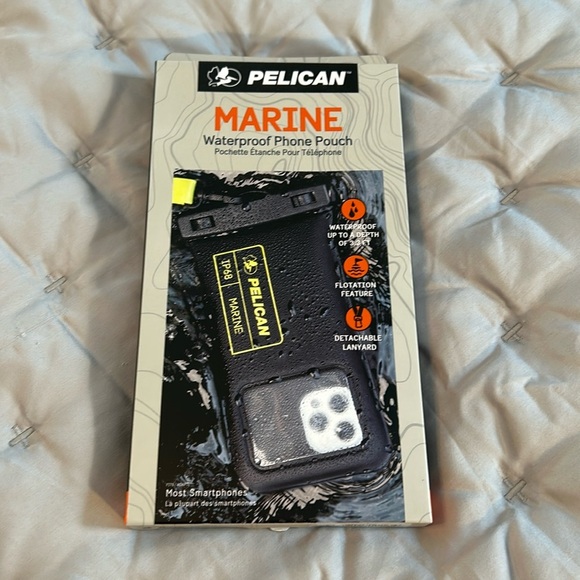 PELICAN™
MARINE
Waterproof Phone Pouch
Pochette Étanche Pour Téléphone
WATERPROOF
UP TO A DEPTH
OF 3.3 FT
FLOTATION
FEATURE
DETACHABLE
LANYARD
PELICAN
IP68 | MARINE
Most Smartphones
La plupart des smartphones